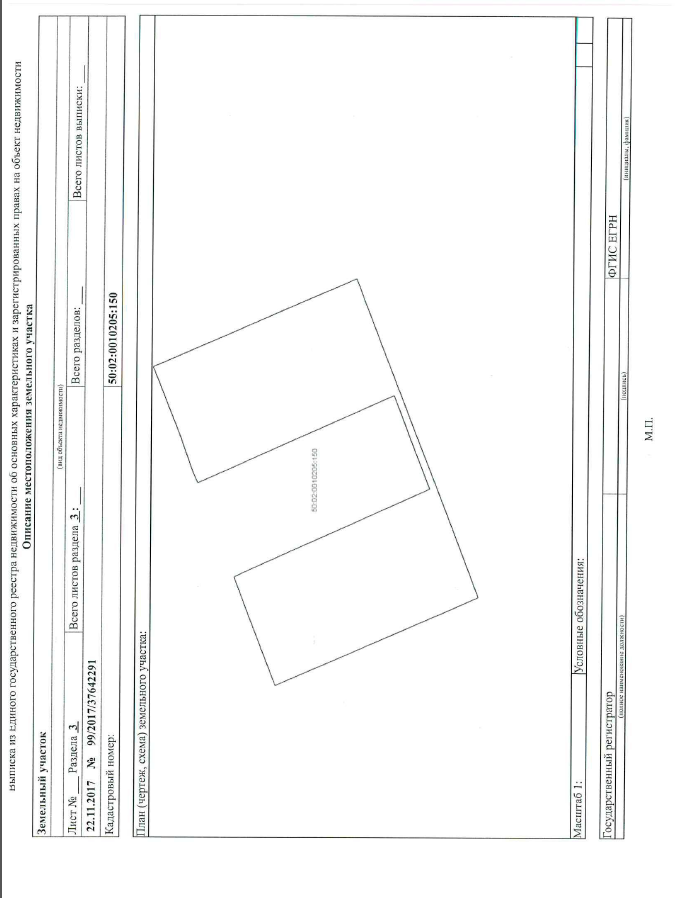 Выписка из Единого государственного реестра недвижимости об основных характеристиках и зарегистрированных правах на объект недвижимости
Описание местоположения земельного участка
Земельный участок
(вид объекта недвижимости)
Лист № ___ Раздела 3 Всего листов раздела 3 : ___ Всего разделов: ___ Всего листов выписки: ___
22.11.2017 № 99/2017/37642291
Кадастровый номер: 50:02:0010205:150
План (чертеж, схема) земельного участка:
50:02:0010205:150
Масштаб 1: Условные обозначения:
Государственный регистратор ФГИС ЕГРН
(полное наименование должности) (подпись) (инициалы, фамилия)
М.П.